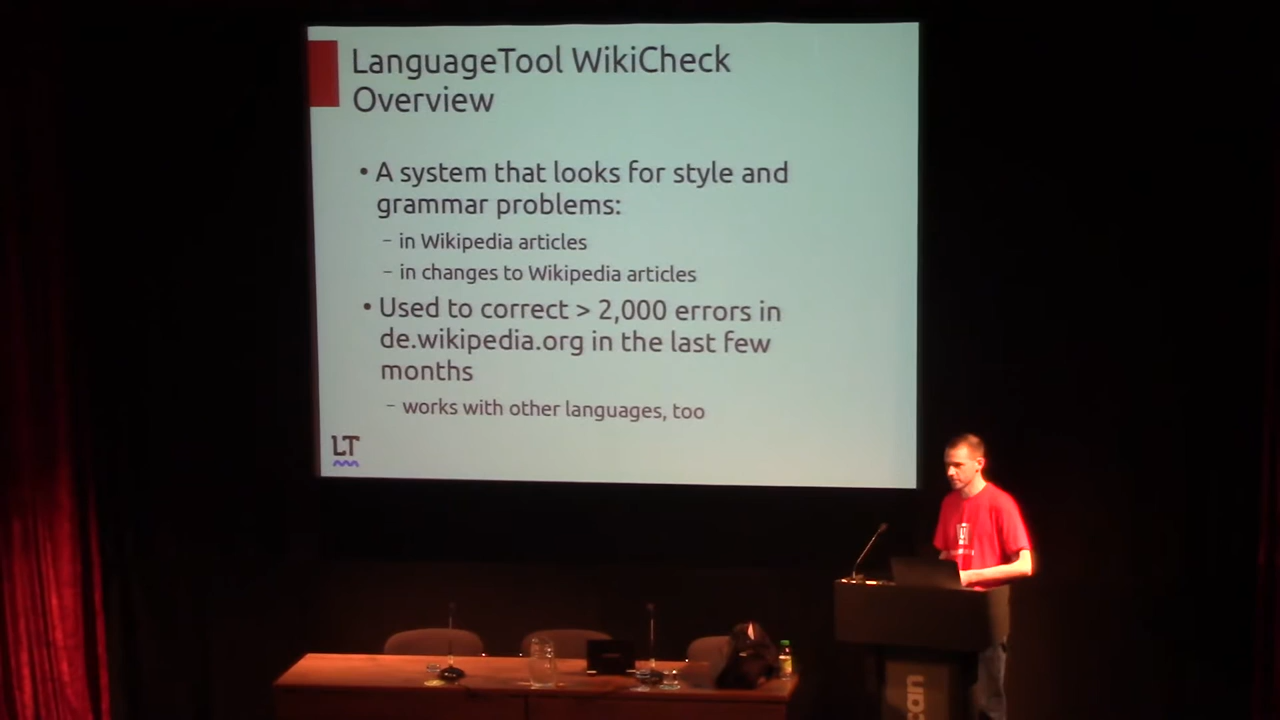 LanguageTool WikiCheck
Overview
• A system that looks for style and
grammar problems:
– in Wikipedia articles
– in changes to Wikipedia articles
• Used to correct > 2,000 errors in
de.wikipedia.org in the last few
months
– works with other languages, too
LT
can